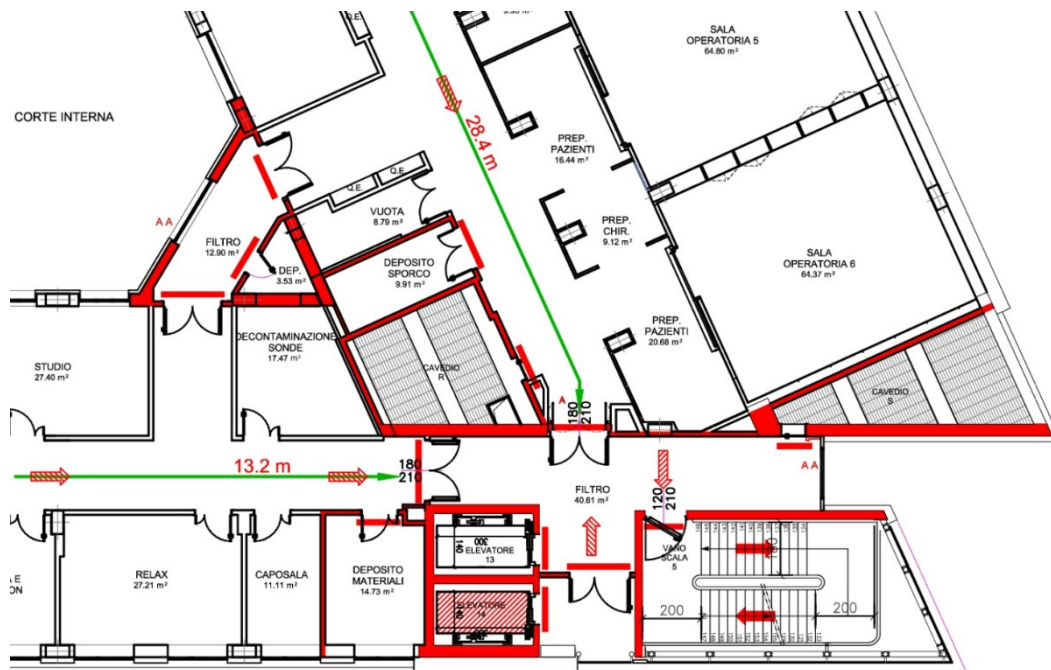 Q.E.
SALA
OPERATORIA 5
64.80 m²
CORTE INTERNA
28.4 m
PREP.
PAZIENTI
16.44 m²
Q.E.
Q.E.
A A
VUOTA
8.79 m²
FILTRO
12.90 m²
DEP.
3.53 m²
DEPOSITO
SPORCO
9.91 m²
PREP.
CHIR.
9.12 m²
SALA
OPERATORIA 6
64.37 m²
DECONTAMINAZIONE
SONDE
17.47 m²
PREP.
PAZIENTI
20.68 m²
STUDIO
27.40 m²
CAVEDIO
R
CAVEDIO
S
A
180
210
13.2 m
180
210
A A
FILTRO
40.61 m²
120
210
300
140
ELEVATORE
13
VANO
SCALA
5
RELAX
27.21 m²
CAPOSALA
11.11 m²
DEPOSITO
MATERIALI
14.73 m²
ELEVATORE
14
200
200